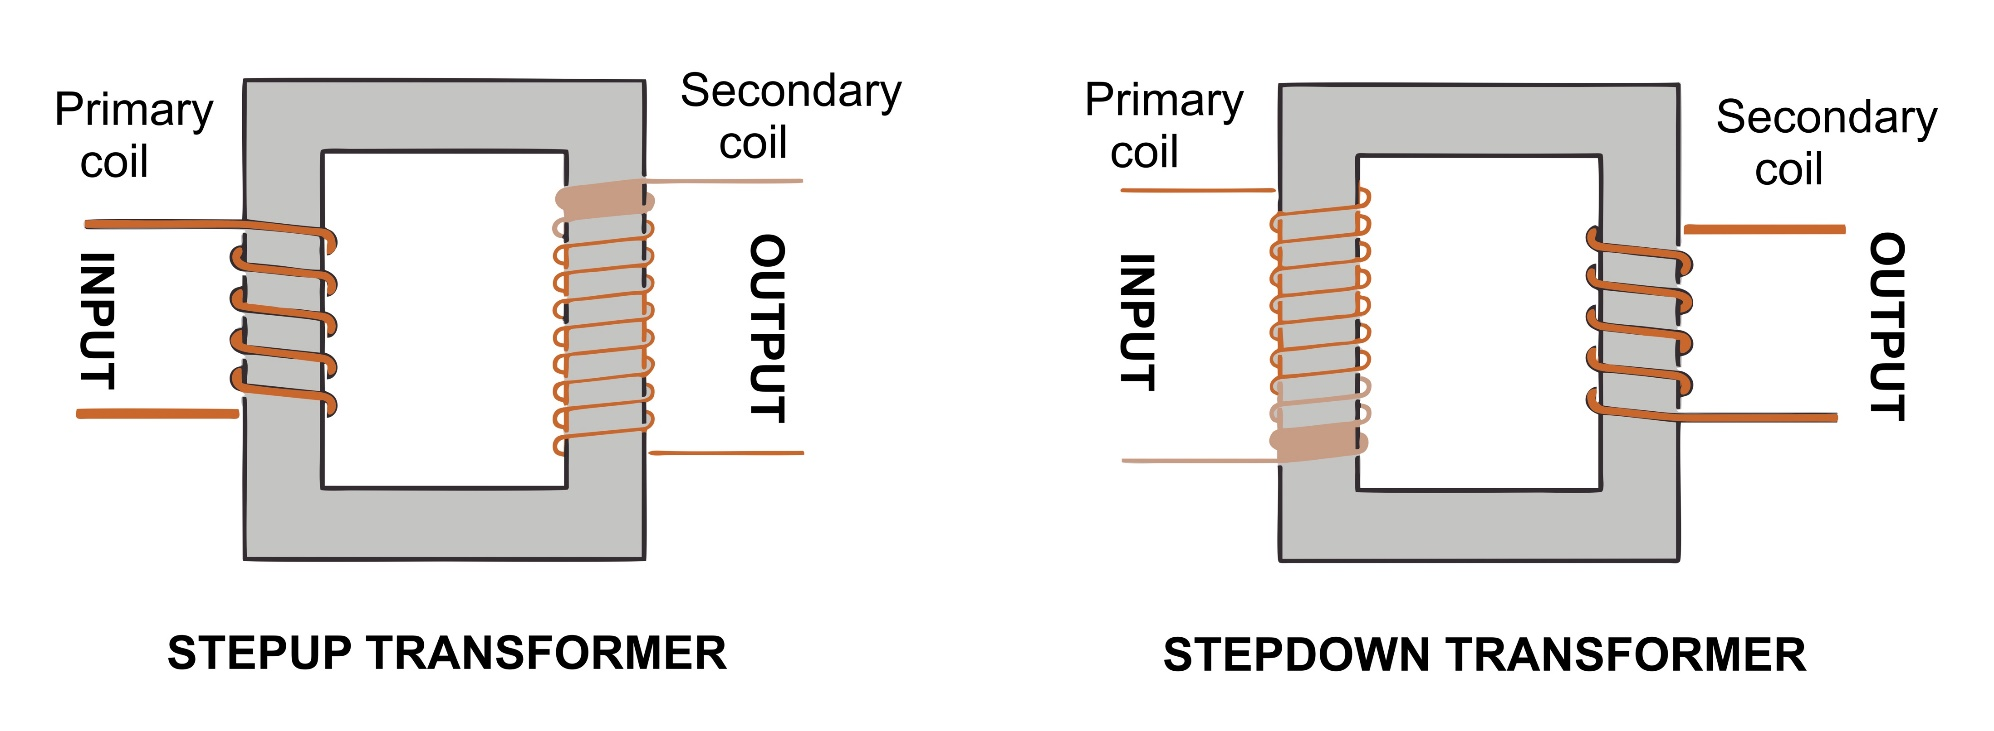 Primary
coil
Secondary
coil
INPUT
OUTPUT
STEPUP TRANSFORMER
Primary
coil
Secondary
coil
INPUT
OUTPUT
STEPDOWN TRANSFORMER